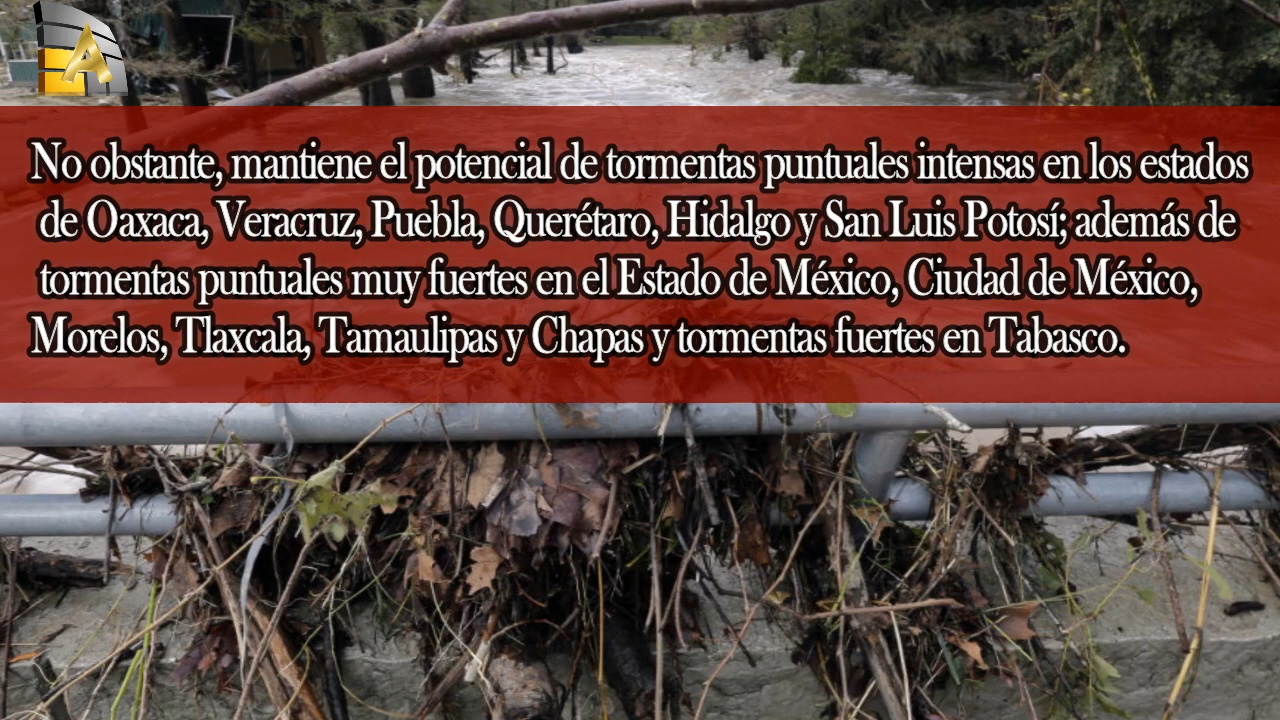 A
No obstante, mantiene el potencial de tormentas puntuales intensas en los estados
de Oaxaca, Veracruz, Puebla, Querétaro, Hidalgo y San Luis Potosí; además de
tormentas puntuales muy fuertes en el Estado de México, Ciudad de México,
Morelos, Tlaxcala, Tamaulipas y Chapas y tormentas fuertes en Tabasco.